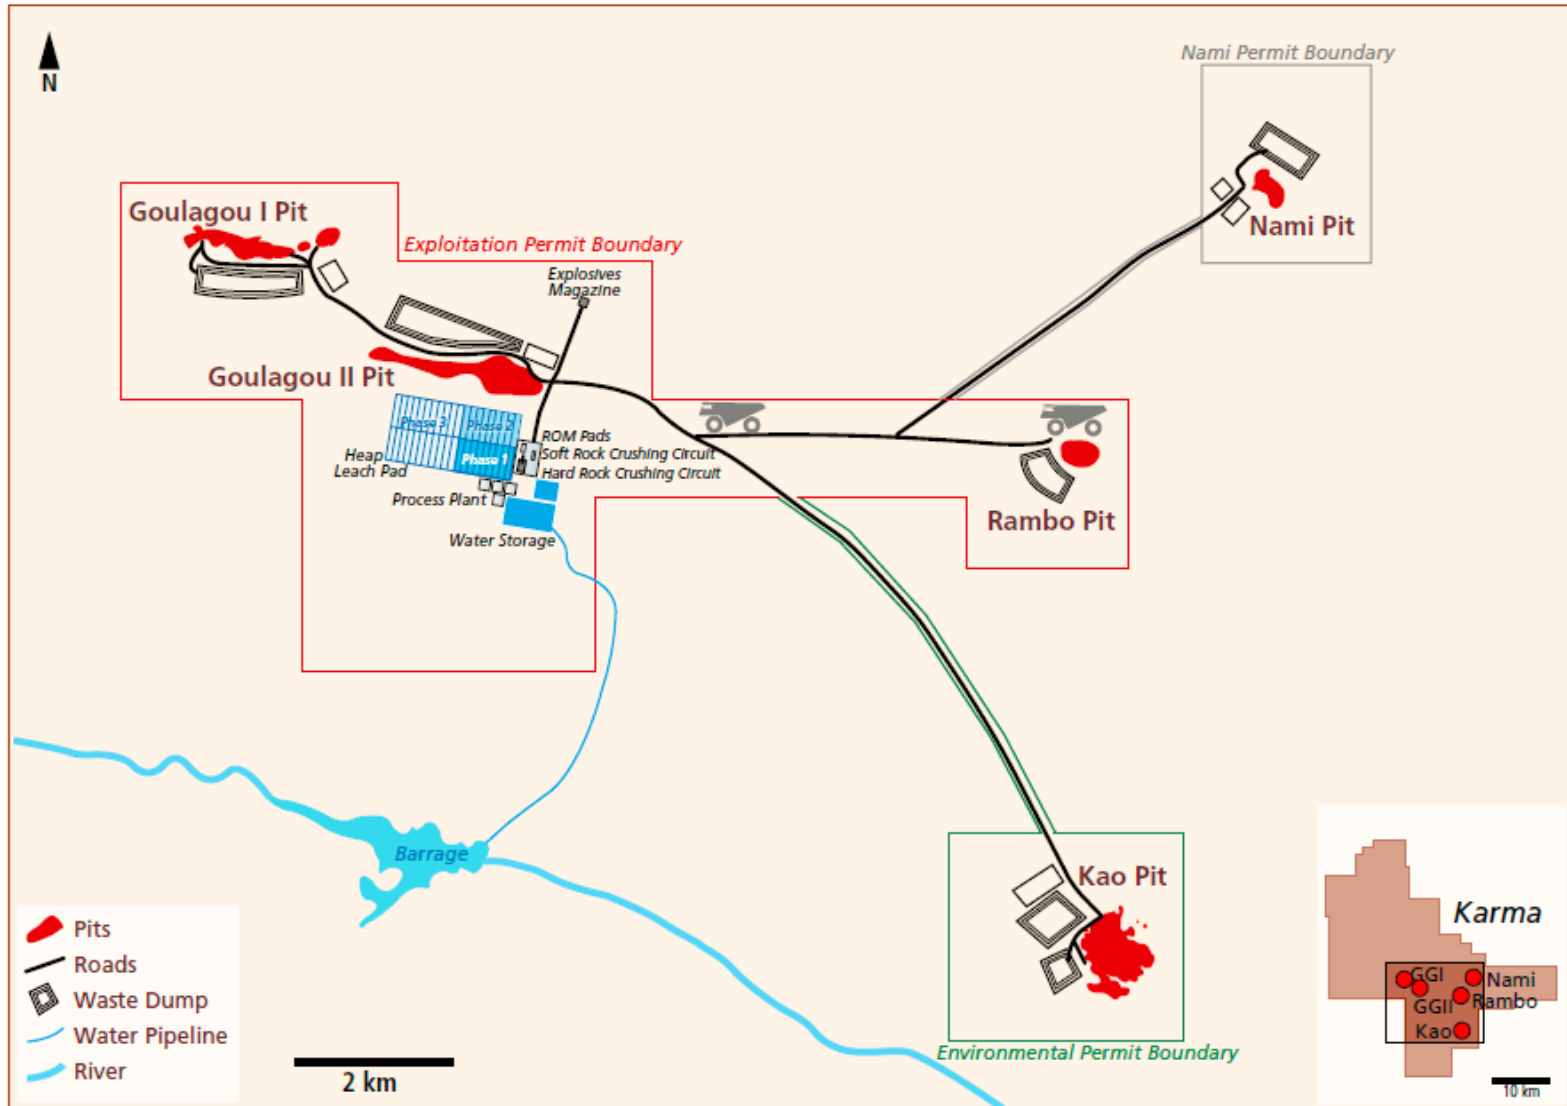 N
Nami Permit Boundary
Goulagou I Pit
Exploitation Permit Boundary
Nami Pit
Explosives
Magazine
Goulagou II Pit
Phase 3
Phase 2
Phase 1
Heap
Leach Pad
ROM Pads
Soft Rock Crushing Circuit
Hard Rock Crushing Circuit
Process Plant
Water Storage
Rambo Pit
Barrage
Kao Pit
Environmental Permit Boundary
Pits
Roads
Waste Dump
Water Pipeline
River
2 km
Karma
GGI
Nami
GGII
Rambo
Kao
10 km